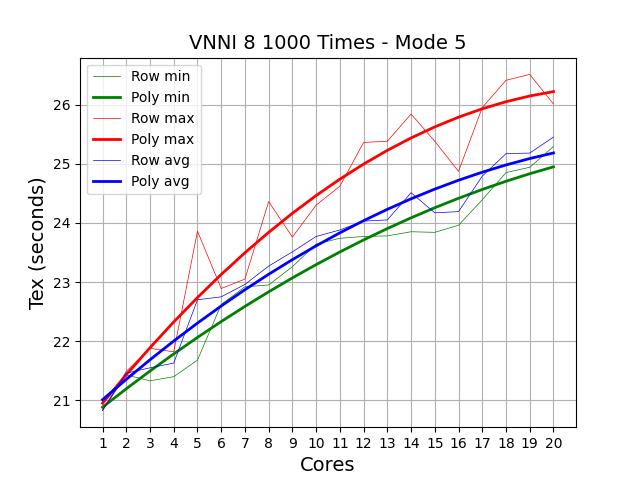 VNNI 8 1000 Times - Mode 5
Row min
Poly min
Row max
Poly max
Row avg
Poly avg
Tex (seconds)
26
25
24
23
22
21
1 2 3 4 5 6 7 8 9 10 11 12 13 14 15 16 17 18 19 20
Cores